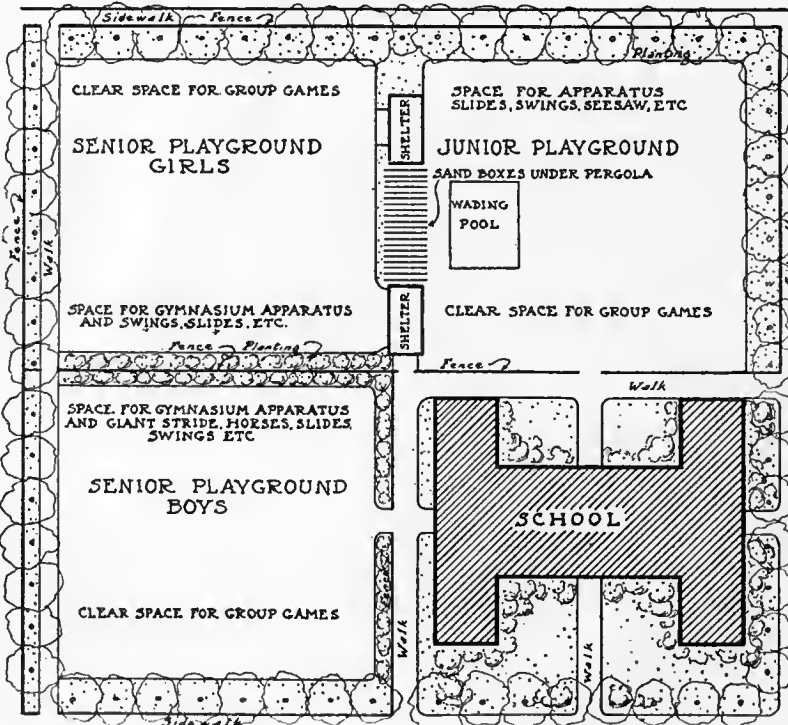 Sidewalk Fence
Planting
CLEAR SPACE FOR GROUP GAMES
SENIOR PLAYGROUND
GIRLS
SHELTER
SPACE FOR APPARATUS
SLIDES, SWINGS, SEESAW, ETC
JUNIOR PLAYGROUND
SAND BOXES UNDER PERGOLA
WADING
POOL
Fence
Walk
SPACE FOR GYMNASIUM APPARATUS
AND SWINGS, SLIDES, ETC.
SHELTER
CLEAR SPACE FOR GROUP GAMES
Fence Planting
Fence
Walk
SPACE FOR GYMNASIUM APPARATUS
AND GIANT STRIDE, HORSES, SLIDES,
SWINGS ETC
SENIOR PLAYGROUND
BOYS
SCHOOL
CLEAR SPACE FOR GROUP GAMES
Fence
Walk
Walk
Sidewalk